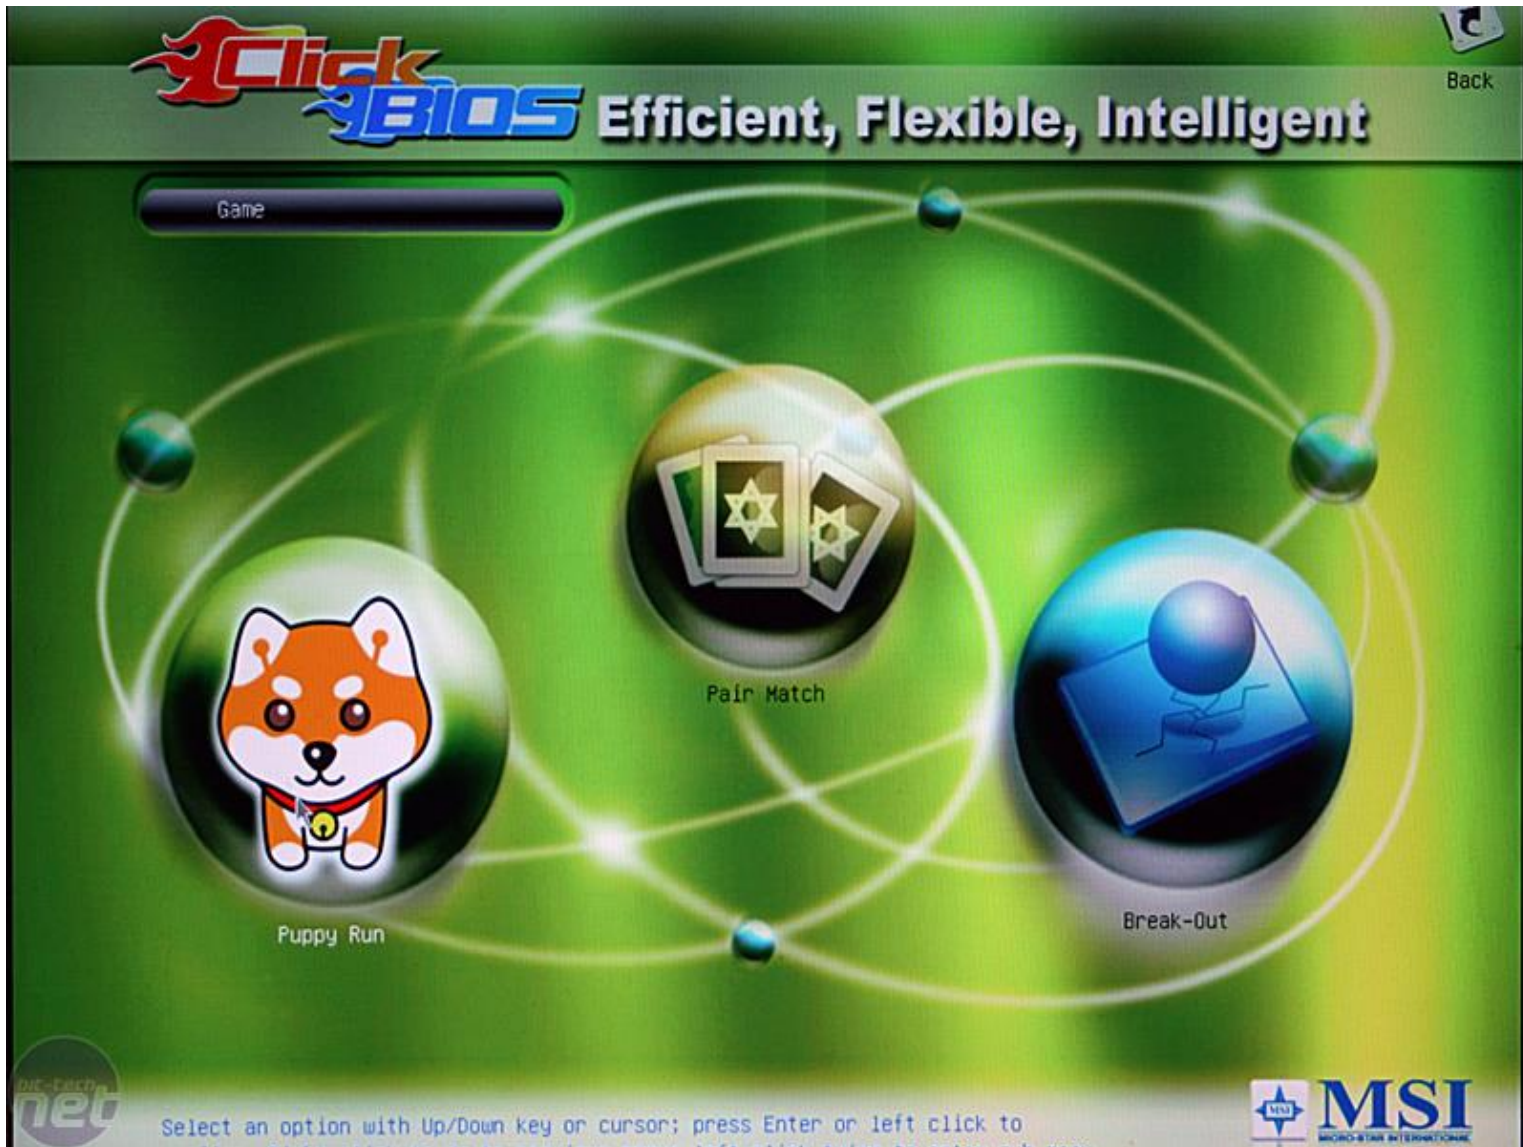 Click
BIOS
Efficient, Flexible, Intelligent
Back
Game
Pair Match
Puppy Run
Break-Out
bit-tech
net
Select an option with Up/Down key or cursor; press Enter or left click to
MSI
MSI
MICRO-STAR INTERNATIONAL